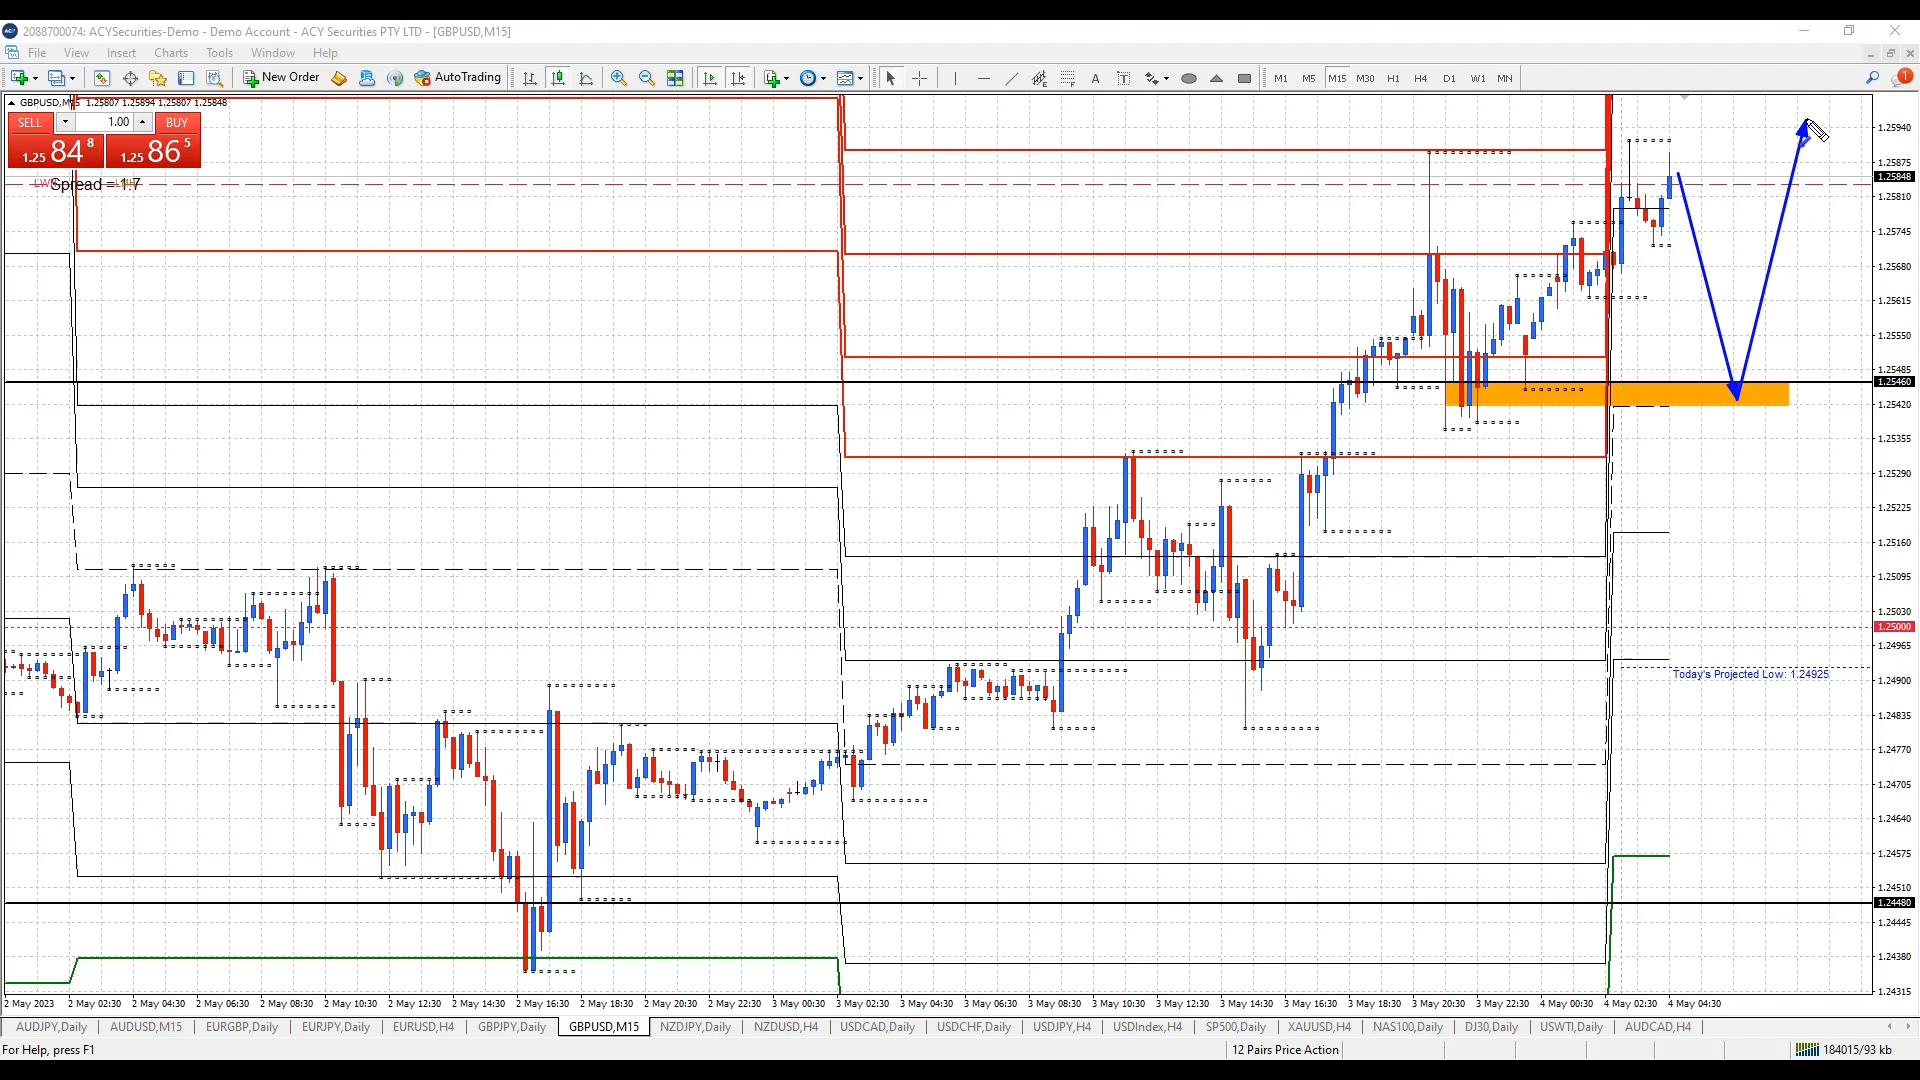 2088700074: ACYSecurities-Demo - Demo Account - ACY Securities PTY LTD - [GBPUSD,M15]
File View Insert Charts Tools Window Help
New Order AutoTrading A T M1 M5 M15 M30 H1 H4 D1 W1 MN 1
GBPUSD,M15 1.25807 1.25894 1.25807 1.25848
SELL 1.00 BUY
1.25 84 8 1.25 86 5
Spread = 1.7
1.25940
1.25875
1.25848
1.25810
1.25745
1.25680
1.25615
1.25550
1.25485
1.25460
1.25420
1.25355
1.25290
1.25225
1.25160
1.25095
1.25030
1.25000
1.24965
Today's Projected Low: 1.24925
1.24900
1.24835
1.24770
1.24705
1.24640
1.24575
1.24510
1.24480
1.24445
1.24380
1.24315
2 May 2023 2 May 02:30 2 May 04:30 2 May 06:30 2 May 08:30 2 May 10:30 2 May 12:30 2 May 14:30 2 May 16:30 2 May 18:30 2 May 20:30 2 May 22:30 3 May 00:30 3 May 02:30 3 May 04:30 3 May 06:30 3 May 08:30 3 May 10:30 3 May 12:30 3 May 14:30 3 May 16:30 3 May 18:30 3 May 20:30 3 May 22:30 4 May 00:30 4 May 02:30 4 May 04:30
AUDJPY,Daily AUDUSD,M15 EURGBP,Daily EURJPY,Daily EURUSD,H4 GBPJPY,Daily GBPUSD,M15 NZDJPY,Daily NZDUSD,H4 USDCAD,Daily USDCHF,Daily USDJPY,H4 USDIndex,H4 SP500,Daily XAUUSD,H4 NAS100,Daily DJ30,Daily USWTI,Daily AUDCAD,H4
For Help, press F1 12 Pairs Price Action 184015/93 kb